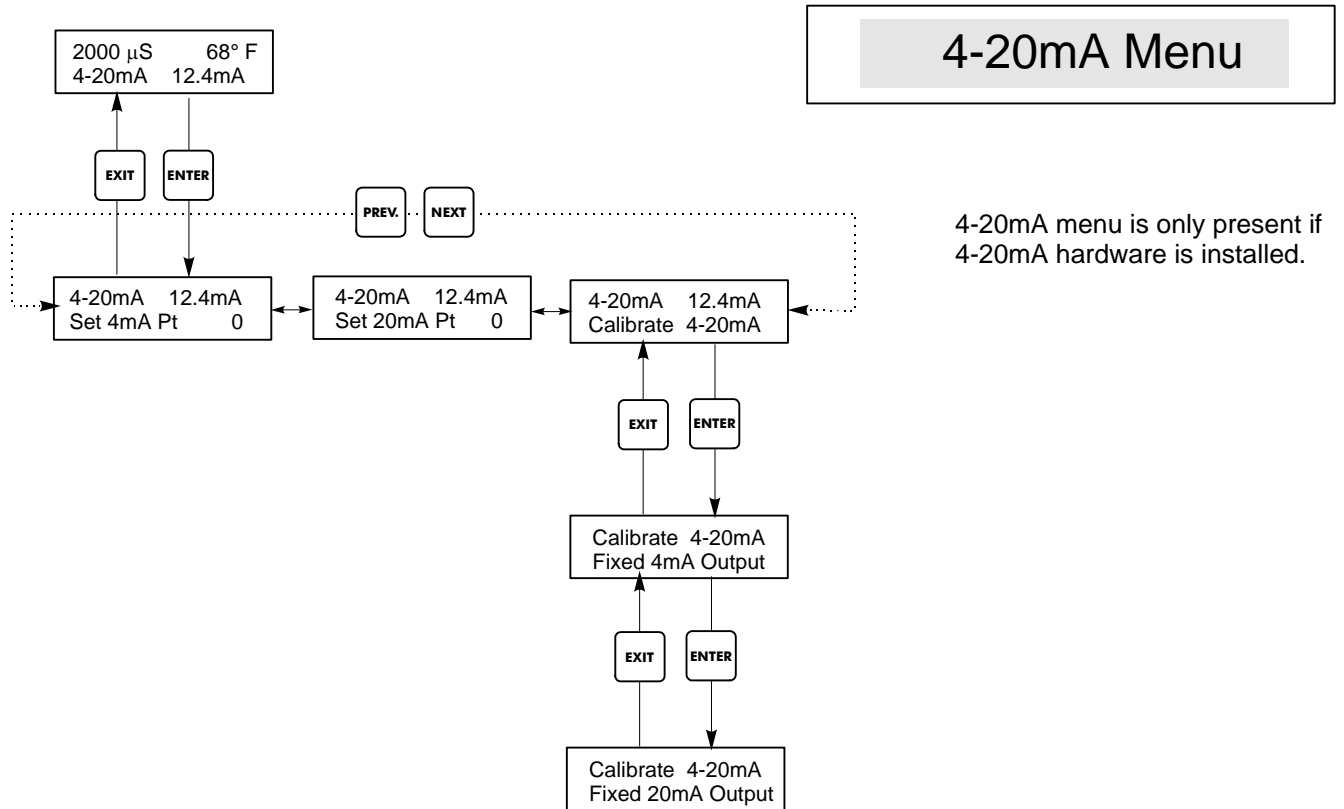 4-20mA Menu
2000 μS 68° F
4-20mA 12.4mA
EXIT ENTER
PREV. NEXT
4-20mA menu is only present if
4-20mA hardware is installed.
4-20mA 12.4mA
Set 4mA Pt 0
4-20mA 12.4mA
Set 20mA Pt 0
4-20mA 12.4mA
Calibrate 4-20mA
EXIT ENTER
Calibrate 4-20mA
Fixed 4mA Output
EXIT ENTER
Calibrate 4-20mA
Fixed 20mA Output